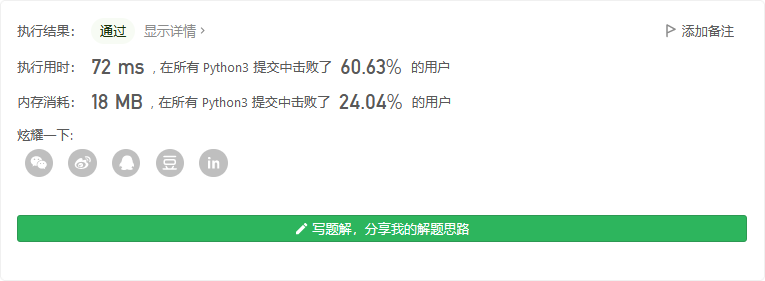 执行结果： 通过 显示详情 › 添加备注
执行用时： 72 ms , 在所有 Python3 提交中击败了 60.63% 的用户
内存消耗： 18 MB , 在所有 Python3 提交中击败了 24.04% 的用户
炫耀一下:
豆 in
写题解，分享我的解题思路